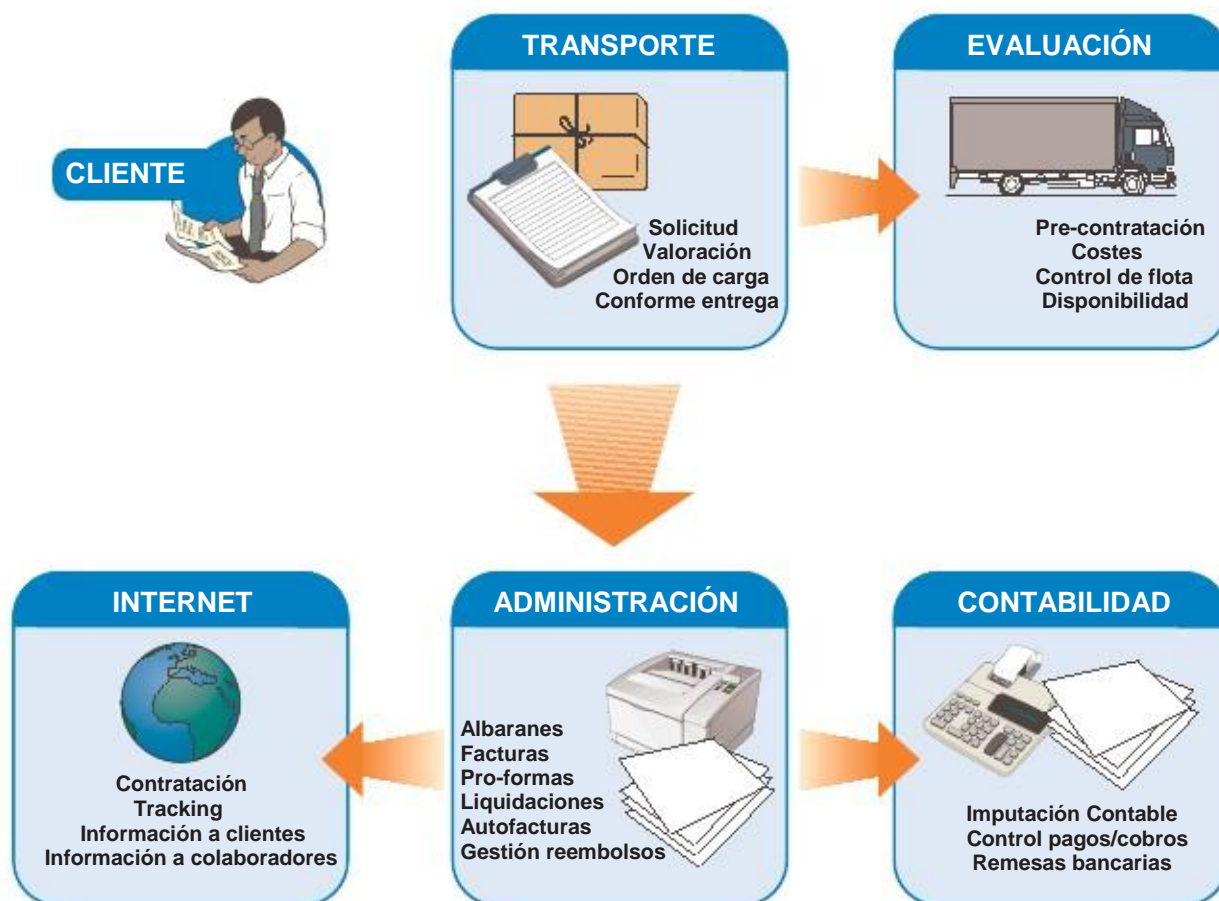 TRANSPORTE
EVALUACIÓN
CLIENTE
Solicitud
Valoración
Orden de carga
Conforme entrega
Pre-contratación
Costes
Control de flota
Disponibilidad
INTERNET
ADMINISTRACIÓN
CONTABILIDAD
Contratación
Tracking
Información a clientes
Información a colaboradores
Albaranes
Facturas
Pro-formas
Liquidaciones
Autofacturas
Gestión reembolsos
Imputación Contable
Control pagos/cobros
Remesas bancarias